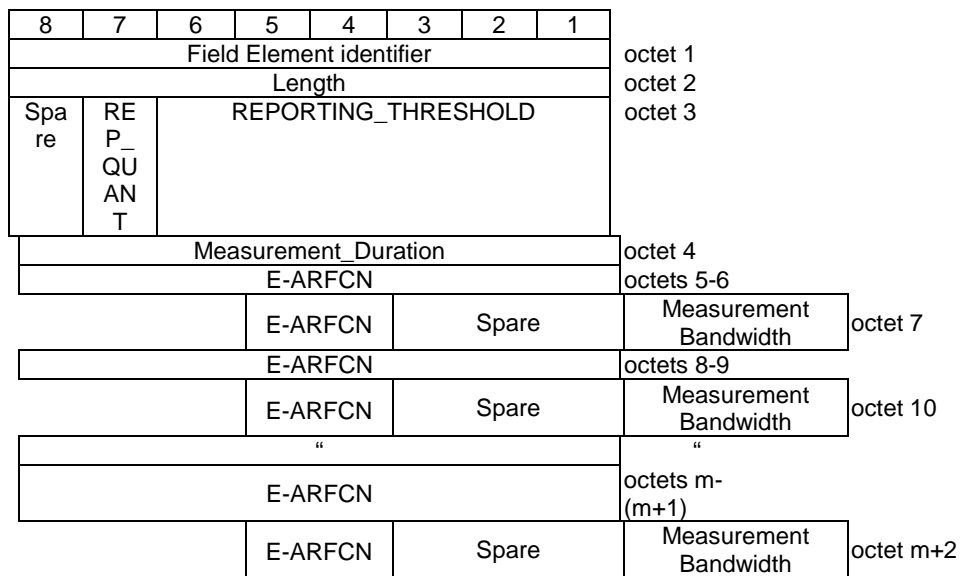 8 7 6 5 4 3 2 1
Field Element identifier octet 1
Length octet 2
Spa RE REPORTING_THRESHOLD octet 3
re P_
QU
AN
T
Measurement_Duration octet 4
E-ARFCN octets 5-6
E-ARFCN Spare Measurement octet 7
Bandwidth
E-ARFCN octets 8-9
E-ARFCN Spare Measurement octet 10
Bandwidth
“ “
E-ARFCN octets m-
(m+1)
E-ARFCN Spare Measurement octet m+2
Bandwidth